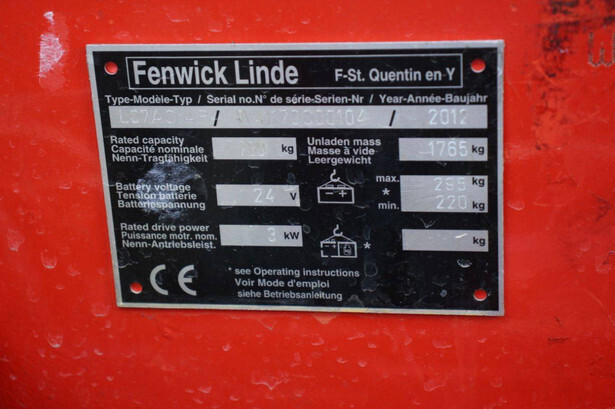 Fenwick Linde F-St. Quentin en Y
Type-Modèle-Typ / Serial no.N° de série-Serien-Nr / Year-Année-Baujahr
/ / 2012
Rated capacity
Capacité nominale
Nenn-Tragfähigkeit
kg
Unladen mass
Masse à vide
Leergewicht
1765 kg
Battery voltage
Tension batterie
Batteriespannung
24 V
max. 295 kg
*
min. 220 kg
Rated drive power
Puissance motr. nom.
Nenn-Antriebsleist.
3 kW
* kg
CE
* see Operating instructions
Voir Mode d'emploi
siehe Betriebsanleitung